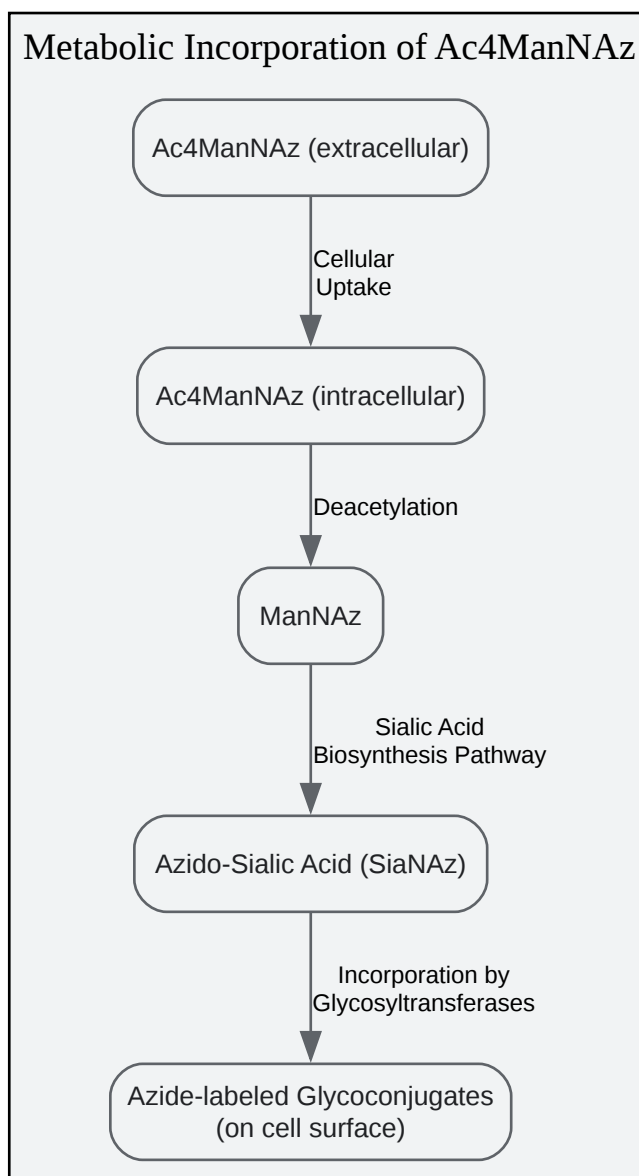 Metabolic Incorporation of Ac4ManNAz
Ac4ManNAz (extracellular)
Cellular
Uptake
Ac4ManNAz (intracellular)
Deacetylation
ManNAz
Sialic Acid
Biosynthesis Pathway
Azido-Sialic Acid (SiaNAz)
Incorporation by
Glycosyltransferases
Azide-labeled Glycoconjugates
(on cell surface)